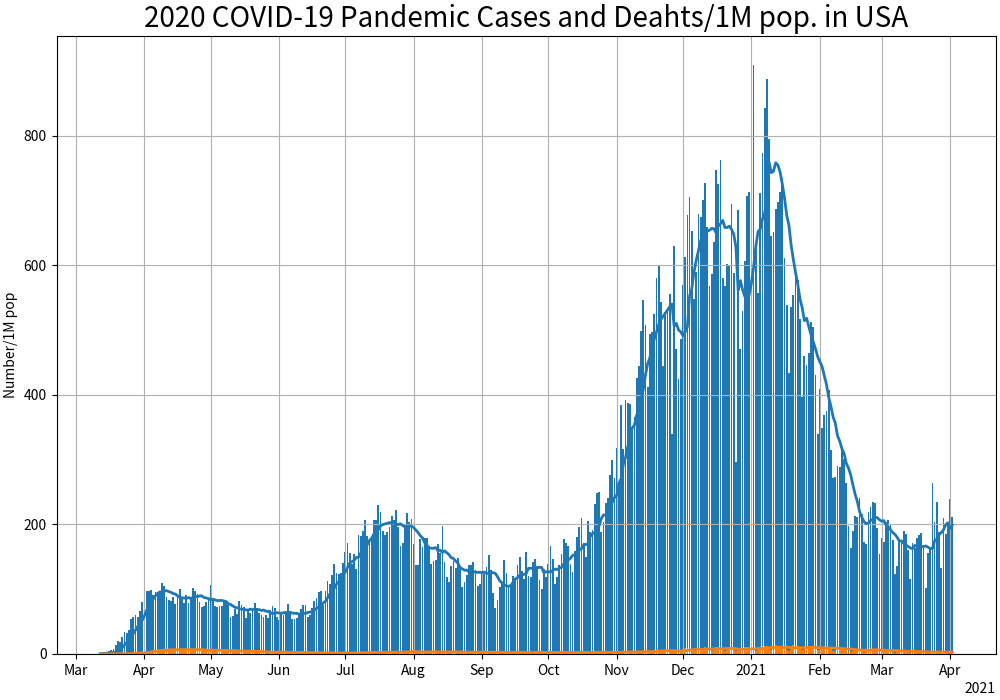 2020 COVID-19 Pandemic Cases and Deahts/1M pop. in USA
Number/1M pop
800
600
400
200
0
Mar Apr May Jun Jul Aug Sep Oct Nov Dec 2021 Feb Mar Apr
2021